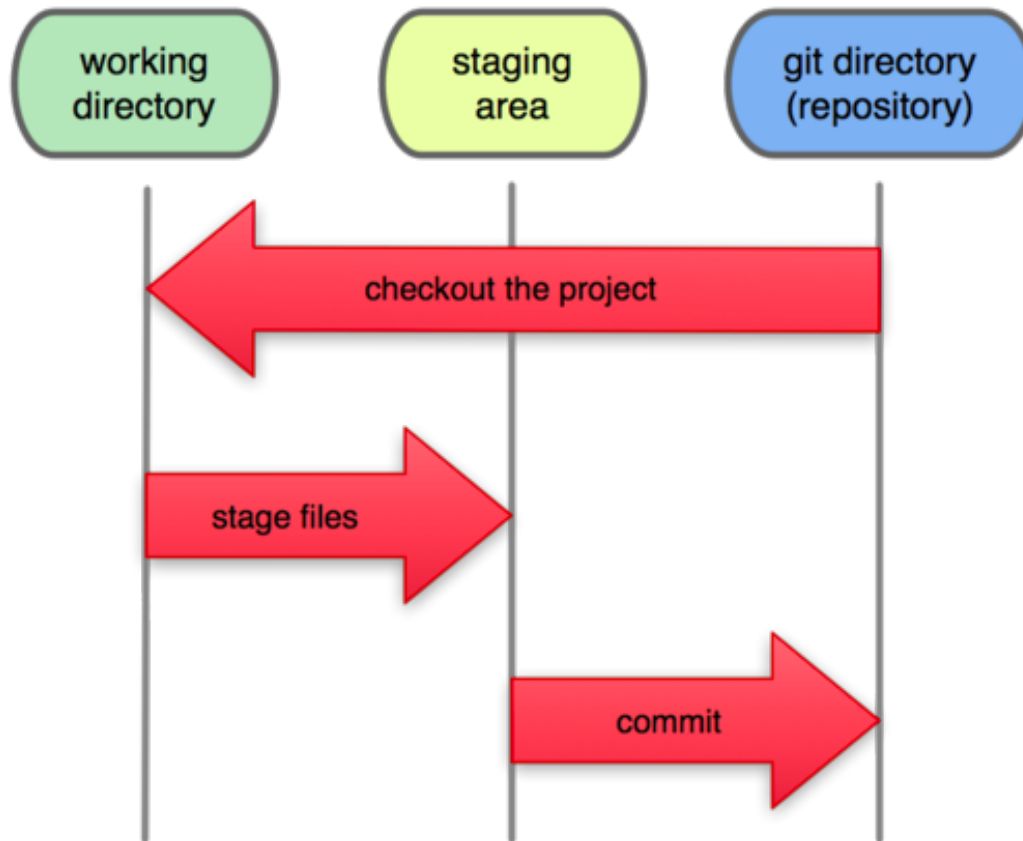 working
directory
staging
area
git directory
(repository)
checkout the project
stage files
commit